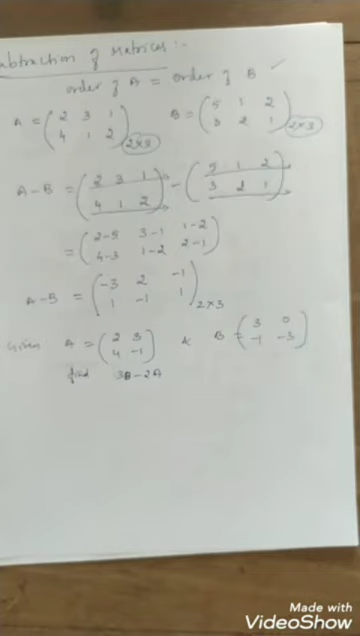 Subtraction of Matrices:-
order of A = order of B ✓
A = (2 3 1 / 4 1 2) 2×3 B = (5 1 2 / 3 2 1) 2×3
A-B = (2 3 1 / 4 1 2) - (5 1 2 / 3 2 1)
= (2-5 3-1 1-2 / 4-3 1-2 2-1)
A-B = (-3 2 -1 / 1 -1 1) 2×3
Given A = (2 3 / 4 -1) & B = (3 0 / -1 -3)
find 3B-2A
Made with
VideoShow